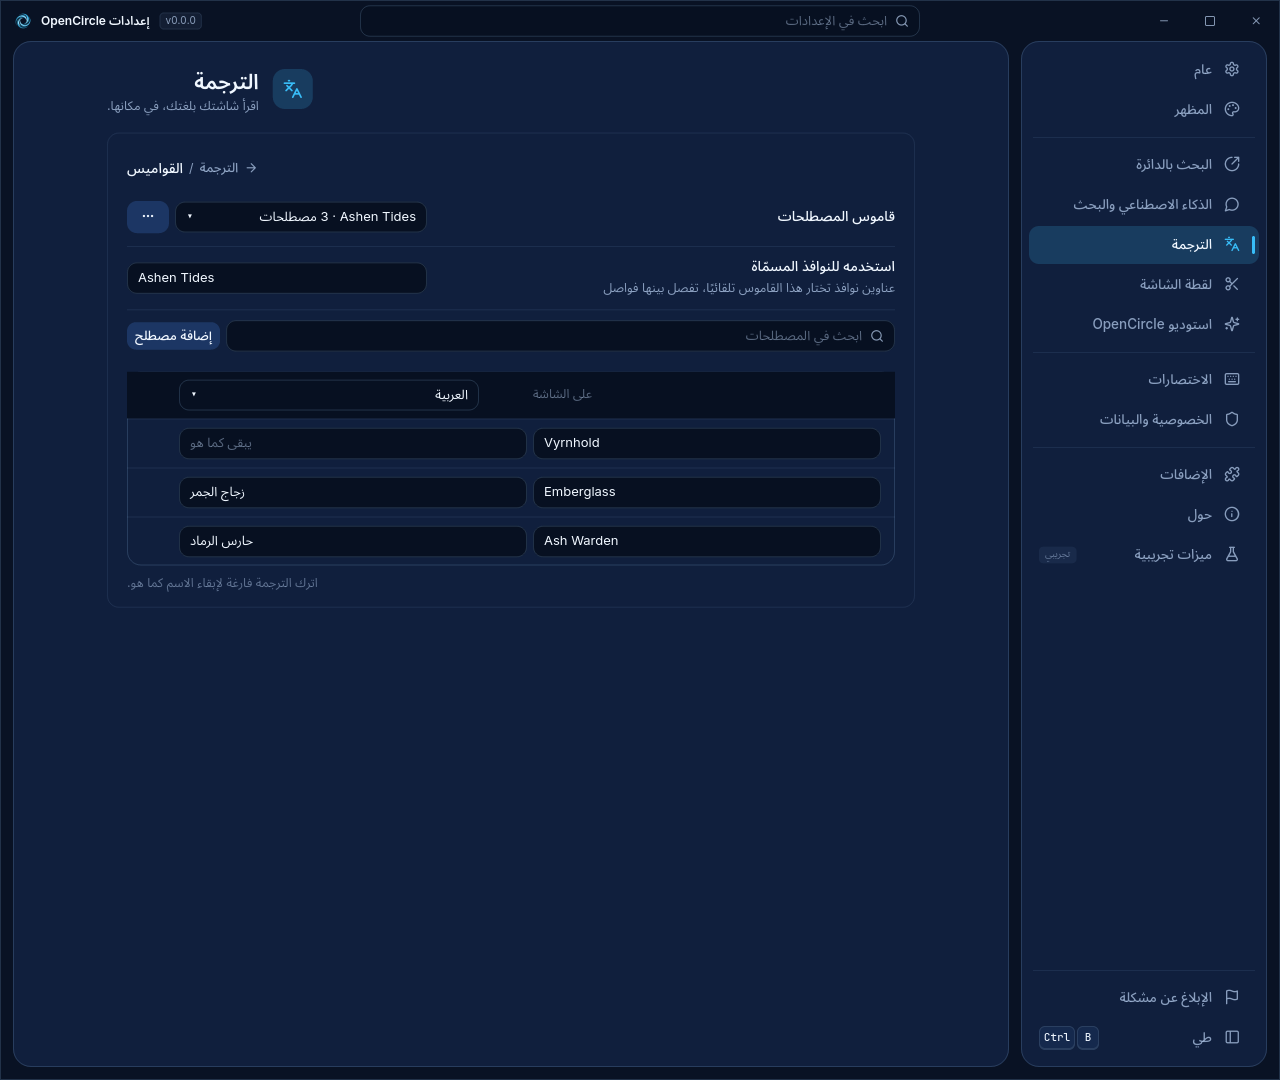 إعدادات OpenCircle
v0.0.0
ابحث في الإعدادات
عام
المظهر
البحث بالدائرة
الذكاء الاصطناعي والبحث
الترجمة
لقطة الشاشة
استوديو OpenCircle
الاختصارات
الخصوصية والبيانات
الإضافات
حول
ميزات تجريبية
تجريبي
الإبلاغ عن مشكلة
طي
Ctrl B
الترجمة
اقرأ شاشتك بلغتك، في مكانها.
الترجمة / القواميس
قاموس المصطلحات
Ashen Tides · 3 مصطلحات
استخدمه للنوافذ المسمّاة
عناوين نوافذ تختار هذا القاموس تلقائيًا، تفصل بينها فواصل
Ashen Tides
ابحث في المصطلحات
إضافة مصطلح
على الشاشة
العربية
Vyrnhold
يبقى كما هو
Emberglass
زجاج الجمر
Ash Warden
حارس الرماد
اترك الترجمة فارغة لإبقاء الاسم كما هو.